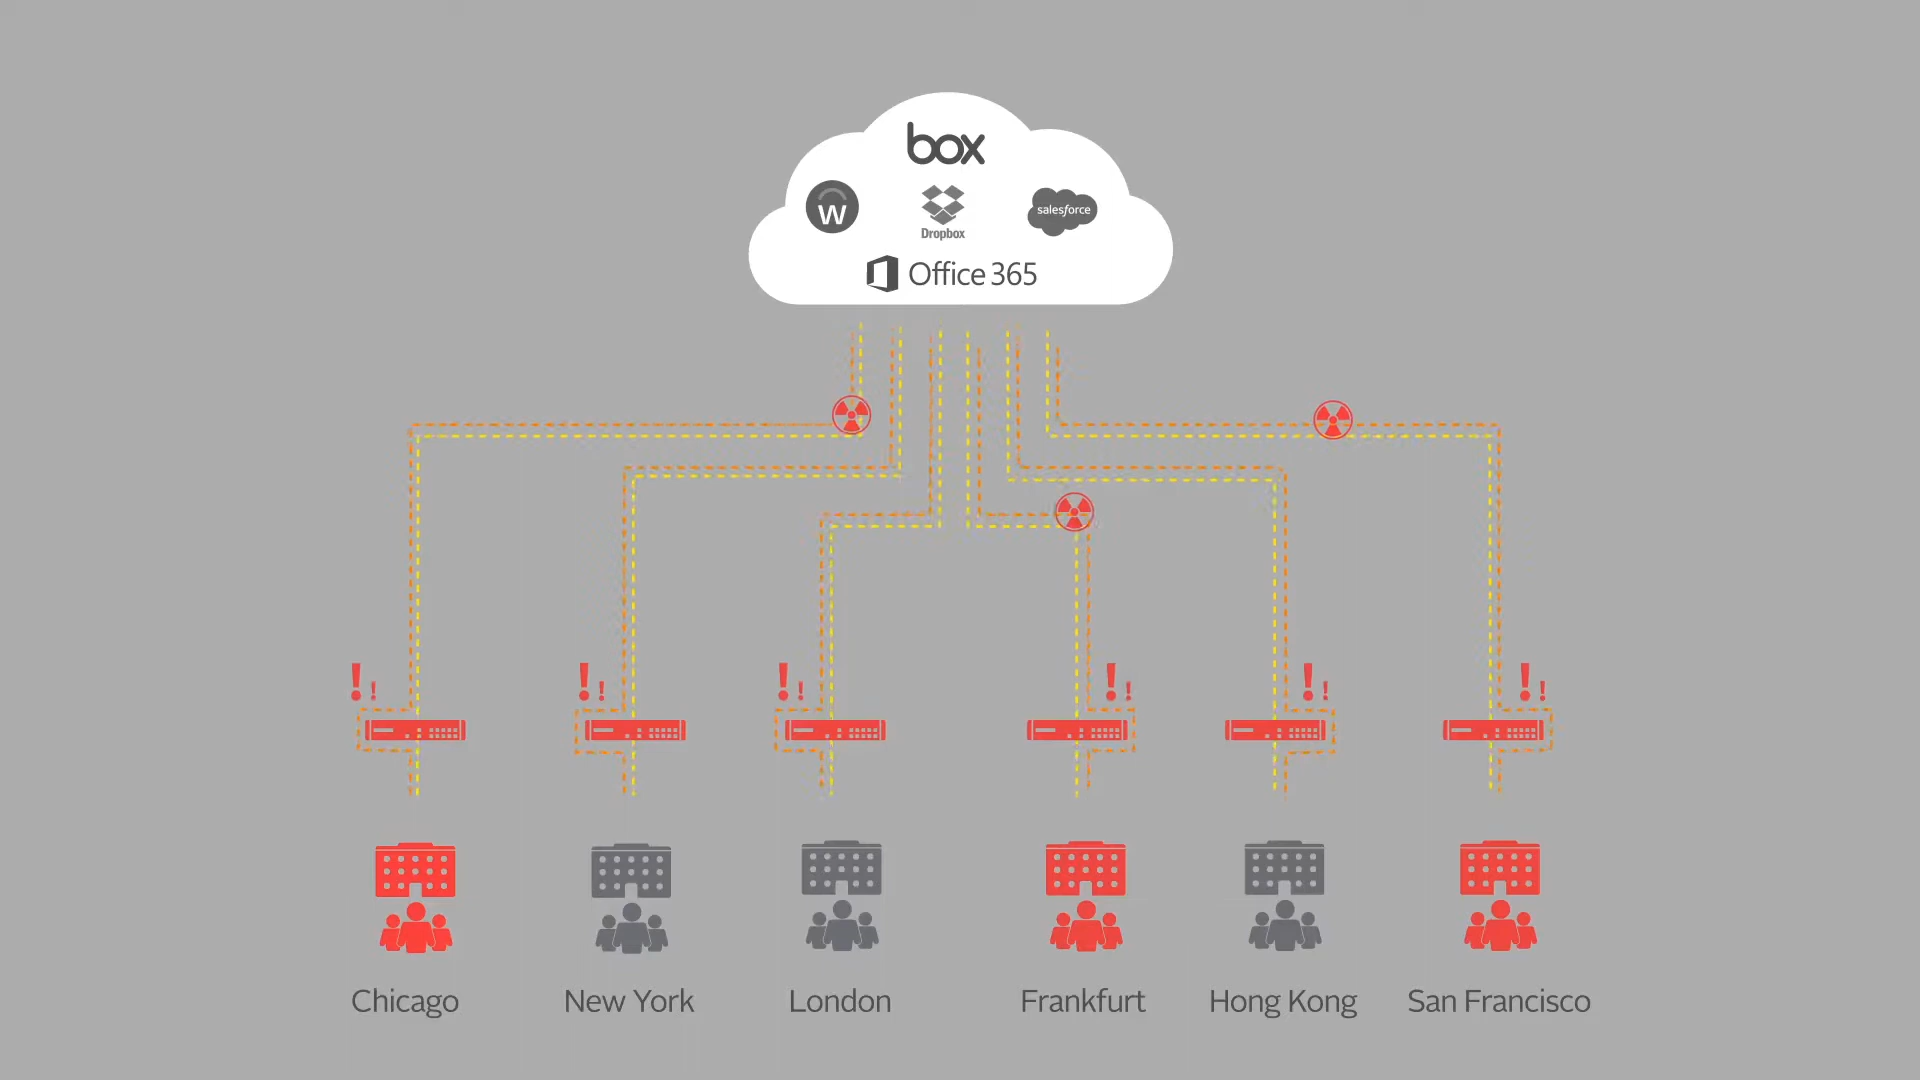 box
W
Dropbox
salesforce
Office 365
! !
! !
! !
! !
! !
! !
Chicago
New York
London
Frankfurt
Hong Kong
San Francisco